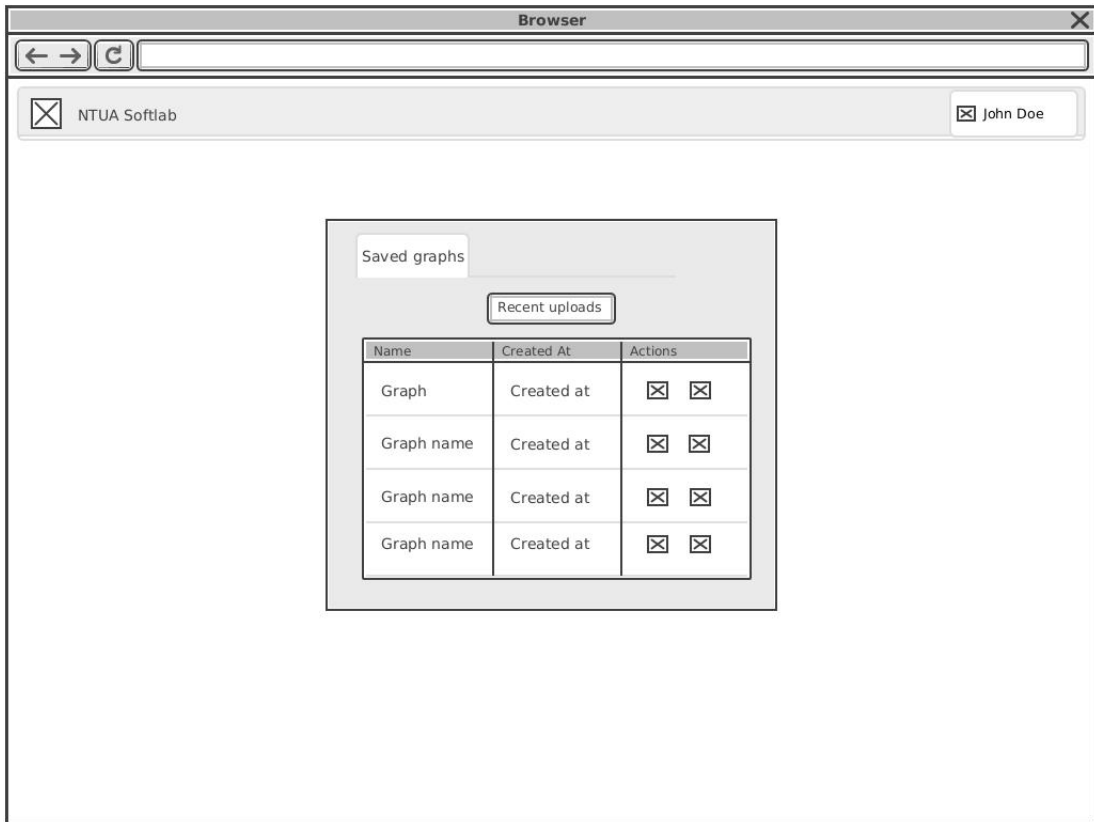 Browser
NTUA Softlab
John Doe
Saved graphs
Recent uploads
Name Created At Actions
Graph Created at
Graph name Created at
Graph name Created at
Graph name Created at